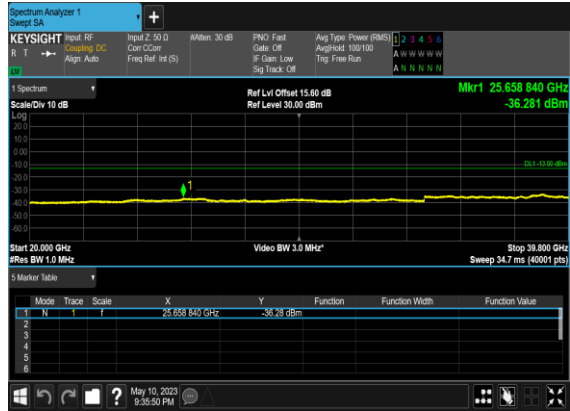 Spectrum Analyzer 1
Swept SA
KEYSIGHT Input: RF Input Z: 50 Ω #Atten: 30 dB PNO: Fast Avg Type: Power (RMS) 1 2 3 4 5 6
R T Coupling: DC Corr CCorr Gate: Off Avg|Hold: 100/100 A W W W W W
Align: Auto Freq Ref: Int (S) IF Gain: Low Trig: Free Run
Sig Track: Off A N N N N N
1 Spectrum Ref Lvl Offset 15.60 dB Mkr1 25.658 840 GHz
Scale/Div 10 dB Ref Level 30.00 dBm -36.281 dBm
Log
20.0
10.0
0.00
DL1 -13.00 dBm
-10.0
-20.0
1
-30.0
-40.0
-50.0
-60.0
Start 20.000 GHz Video BW 3.0 MHz* Stop 39.800 GHz
#Res BW 1.0 MHz Sweep 34.7 ms (40001 pts)
5 Marker Table
Mode Trace Scale X Y Function Function Width Function Value
1 N 1 f 25.658 840 GHz -36.28 dBm
2
3
4
5
6
? May 10, 2023
9:35:50 PM